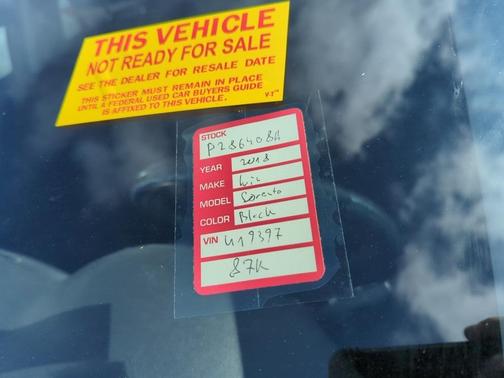 THIS VEHICLE
NOT READY FOR SALE
SEE THE DEALER FOR RESALE DATE
THIS STICKER MUST REMAIN IN PLACE
UNTIL A FEDERAL USED CAR BUYERS GUIDE
IS AFFIXED TO THIS VEHICLE.
STOCK
P286408A
YEAR 2018
MAKE Kia
MODEL Sorento
COLOR Black
VIN 419397
87K